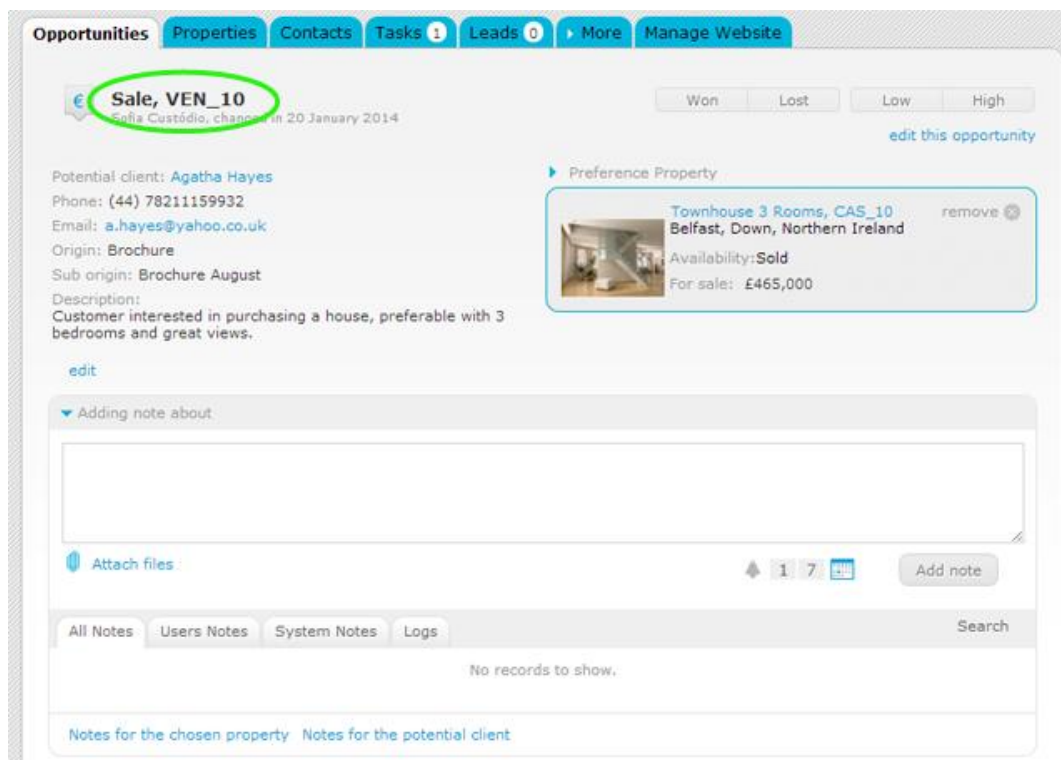 Opportunities Properties Contacts Tasks 1 Leads 0 More Manage Website
€ Sale, VEN_10
Sofia Custódio, changed in 20 January 2014
Won Lost Low High
edit this opportunity
Potential client: Agatha Hayes
Phone: (44) 78211159932
Email: a.hayes@yahoo.co.uk
Origin: Brochure
Sub origin: Brochure August
Description:
Customer interested in purchasing a house, preferable with 3
bedrooms and great views.
edit
Preference Property
Townhouse 3 Rooms, CAS_10 remove
Belfast, Down, Northern Ireland
Availability:Sold
For sale: £465,000
Adding note about
Attach files
1 7
Add note
All Notes Users Notes System Notes Logs
Search
No records to show.
Notes for the chosen property Notes for the potential client